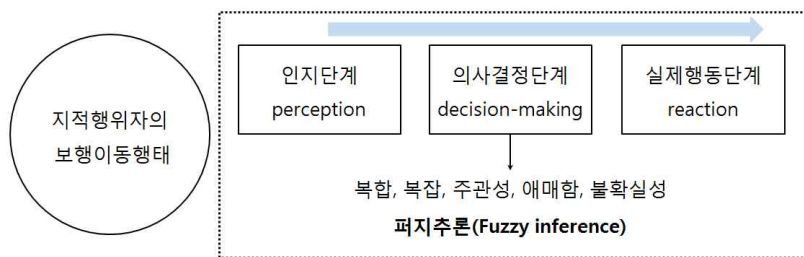 지적행위자의
보행이동행태
인지단계
perception
의사결정단계
decision-making
실제행동단계
reaction
복합, 복잡, 주관성, 애매함, 불확실성
퍼지추론(Fuzzy inference)